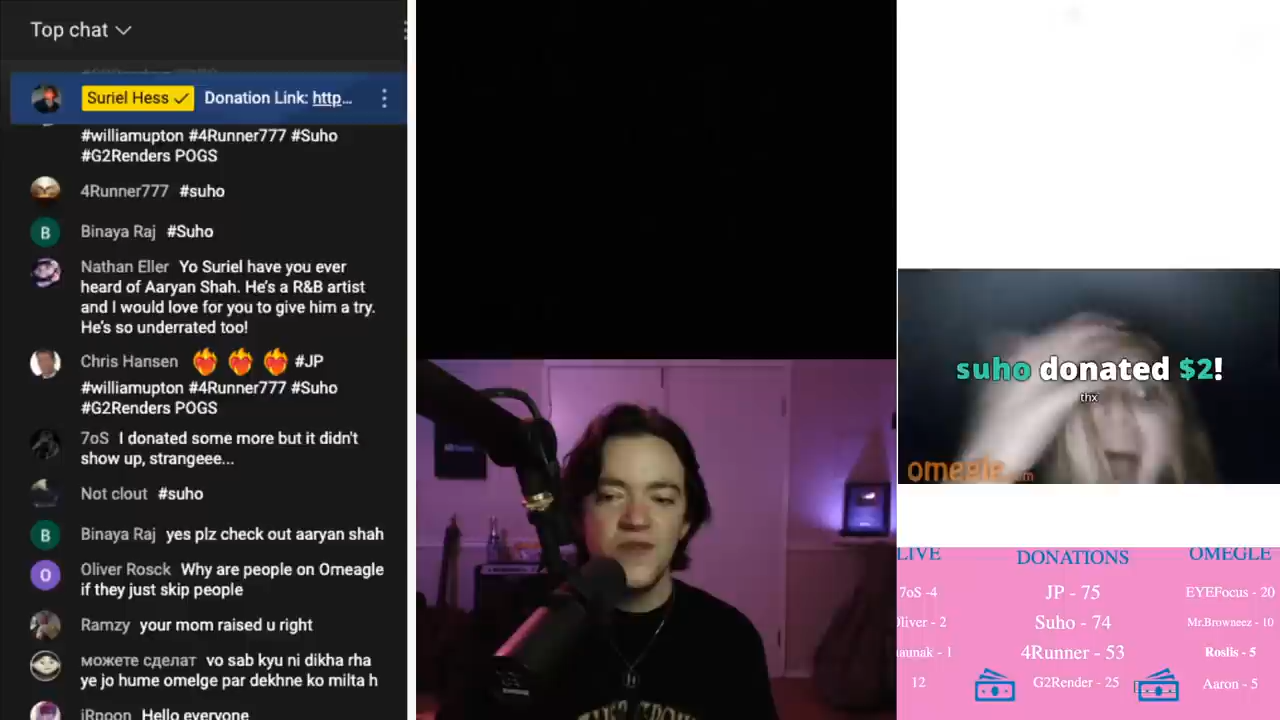 Top chat
Suriel Hess Donation Link: http...
#williamupton #4Runner777 #Suho
#G2Renders POGS
4Runner777 #suho
B Binaya Raj #Suho
Nathan Eller Yo Suriel have you ever
heard of Aaryan Shah. He's a R&B artist
and I would love for you to give him a try.
He's so underrated too!
Chris Hansen #JP
#williamupton #4Runner777 #Suho
#G2Renders POGS
7oS I donated some more but it didn't
show up, strangeee...
Not clout #suho
B Binaya Raj yes plz check out aaryan shah
O Oliver Rosck Why are people on Omeagle
if they just skip people
Ramzy your mom raised u right
можете сделат vo sab kyu ni dikha rha
ye jo hume omelge par dekhne ko milta h
iRpoon Hello everyone
suho donated $2!
thx
omegle
LIVE
7oS -4
Oliver - 2
aunak - 1
12
DONATIONS
JP - 75
Suho - 74
4Runner - 53
G2Render - 25
OMEGLE
EYEFocus - 20
Mr.Browneez - 10
Roslls - 5
Aaron - 5